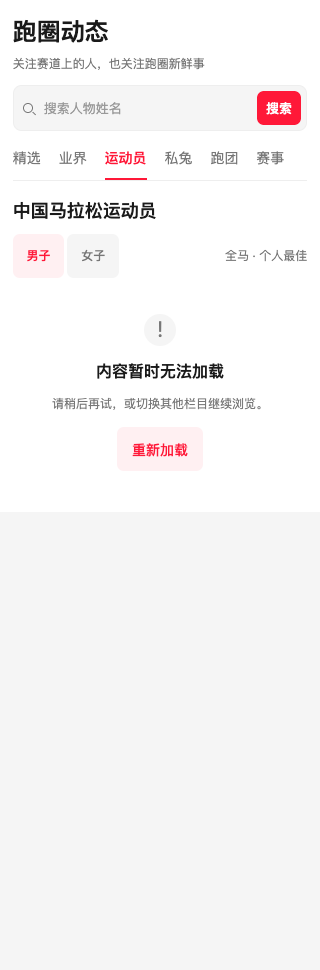 跑圈动态
关注赛道上的人，也关注跑圈新鲜事
搜索人物姓名
搜索
精选 业界 运动员 私兔 跑团 赛事
中国马拉松运动员
男子 女子 全马 · 个人最佳
!
内容暂时无法加载
请稍后再试，或切换其他栏目继续浏览。
重新加载